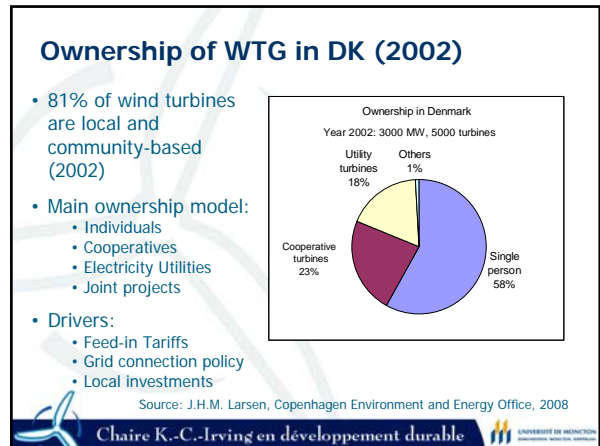 Ownership of WTG in DK (2002)
• 81% of wind turbines
are local and
community-based
(2002)
• Main ownership model:
• Individuals
• Cooperatives
• Electricity Utilities
• Joint projects
• Drivers:
• Feed-in Tariffs
• Grid connection policy
• Local investments
Ownership in Denmark
Year 2002: 3000 MW, 5000 turbines
Utility
turbines
18%
Others
1%
Cooperative
turbines
23%
Single
person
58%
Source: J.H.M. Larsen, Copenhagen Environment and Energy Office, 2008
Chaire K.-C.-Irving en développement durable
UNIVERSITÉ DE MONCTON